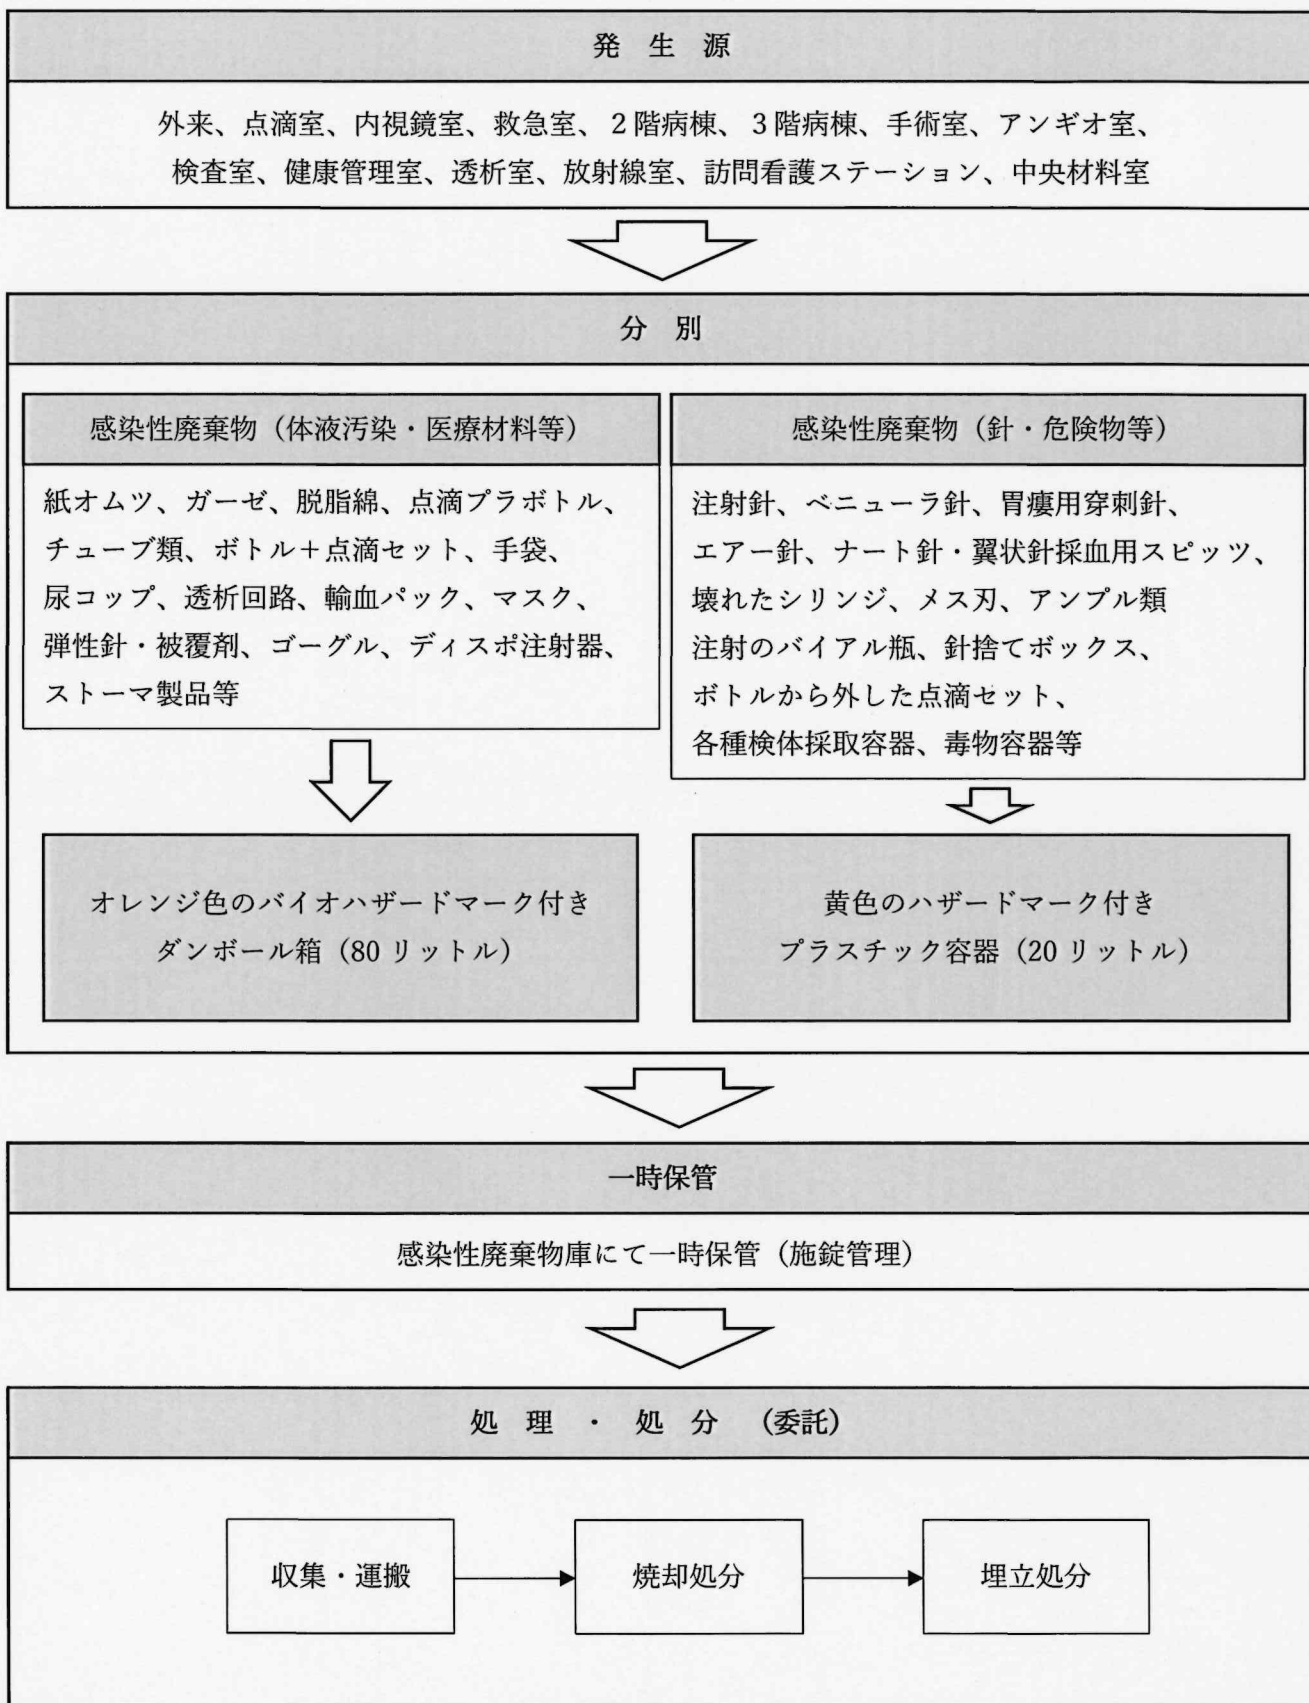 発 生 源
外来、点滴室、内視鏡室、救急室、２階病棟、３階病棟、手術室、アンギオ室、
検査室、健康管理室、透析室、放射線室、訪問看護ステーション、中央材料室
分 別
感染性廃棄物（体液汚染・医療材料等）
紙オムツ、ガーゼ、脱脂綿、点滴プラボトル、
チューブ類、ボトル＋点滴セット、手袋、
尿コップ、透析回路、輸血パック、マスク、
弾性針・被覆剤、ゴーグル、ディスポ注射器、
ストーマ製品等
感染性廃棄物（針・危険物等）
注射針、ベニューラ針、胃瘻用穿刺針、
エアー針、ナート針・翼状針採血用スピッツ、
壊れたシリンジ、メス刃、アンプル類
注射のバイアル瓶、針捨てボックス、
ボトルから外した点滴セット、
各種検体採取容器、毒物容器等
オレンジ色のバイオハザードマーク付き
ダンボール箱（80 リットル）
黄色のハザードマーク付き
プラスチック容器（20 リットル）
一時保管
感染性廃棄物庫にて一時保管（施錠管理）
処 理 ・ 処 分 （委託）
収集・運搬
焼却処分
埋立処分